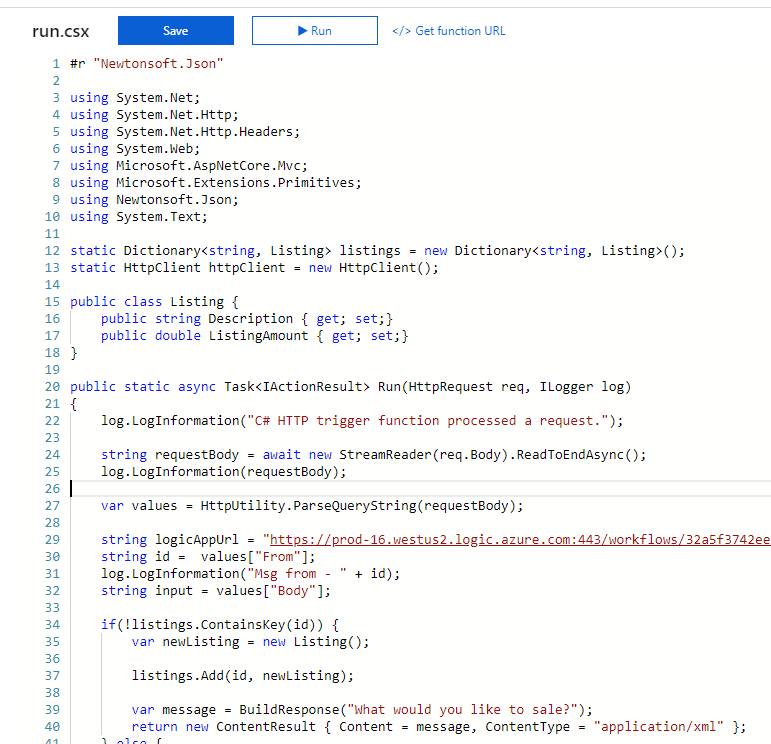 run.csx Save Run </> Get function URL
1 #r "Newtonsoft.Json"
2
3 using System.Net;
4 using System.Net.Http;
5 using System.Net.Http.Headers;
6 using System.Web;
7 using Microsoft.AspNetCore.Mvc;
8 using Microsoft.Extensions.Primitives;
9 using Newtonsoft.Json;
10 using System.Text;
11
12 static Dictionary<string, Listing> listings = new Dictionary<string, Listing>();
13 static HttpClient httpClient = new HttpClient();
14
15 public class Listing {
16     public string Description { get; set;}
17     public double ListingAmount { get; set;}
18 }
19
20 public static async Task<IActionResult> Run(HttpRequest req, ILogger log)
21 {
22     log.LogInformation("C# HTTP trigger function processed a request.");
23
24     string requestBody = await new StreamReader(req.Body).ReadToEndAsync();
25     log.LogInformation(requestBody);
26
27     var values = HttpUtility.ParseQueryString(requestBody);
28
29     string logicAppUrl = "https://prod-16.westus2.logic.azure.com:443/workflows/32a5f3742ee
30     string id =  values["From"];
31     log.LogInformation("Msg from - " + id);
32     string input = values["Body"];
33
34     if(!listings.ContainsKey(id)) {
35         var newListing = new Listing();
36
37         listings.Add(id, newListing);
38
39         var message = BuildResponse("What would you like to sale?");
40         return new ContentResult { Content = message, ContentType = "application/xml" };
41     } else {